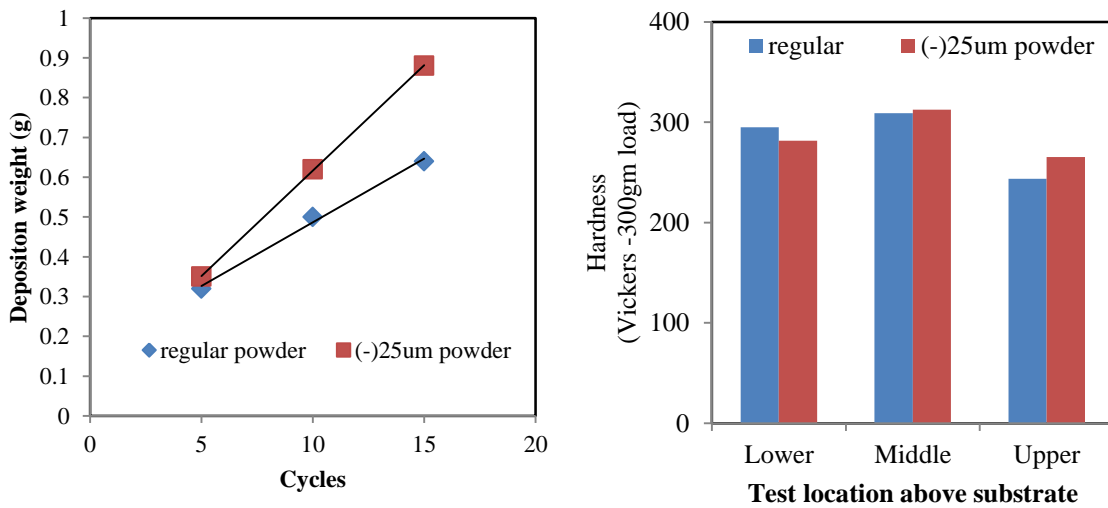 1
0.9
0.8
0.7
0.6
0.5
0.4
0.3
0.2
0.1
0
0 5 10 15 20
Depositon weight (g)
Cycles
regular powder (-)25um powder
400
300
200
100
0
Hardness
(Vickers -300gm load)
regular (-)25um powder
Lower Middle Upper
Test location above substrate